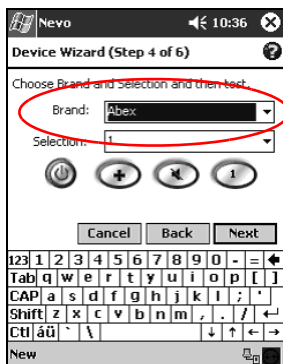 Nevo 10:36
Device Wizard (Step 4 of 6)
Choose Brand and Selection and then test.
Brand: Abex
Selection: 1
1
Cancel Back Next
123 1 2 3 4 5 6 7 8 9 0 - =
Tab q w e r t y u i o p [ ]
CAP a s d f g h j k l ; '
Shift z x c v b n m , . /
Ctl áü ` \
New